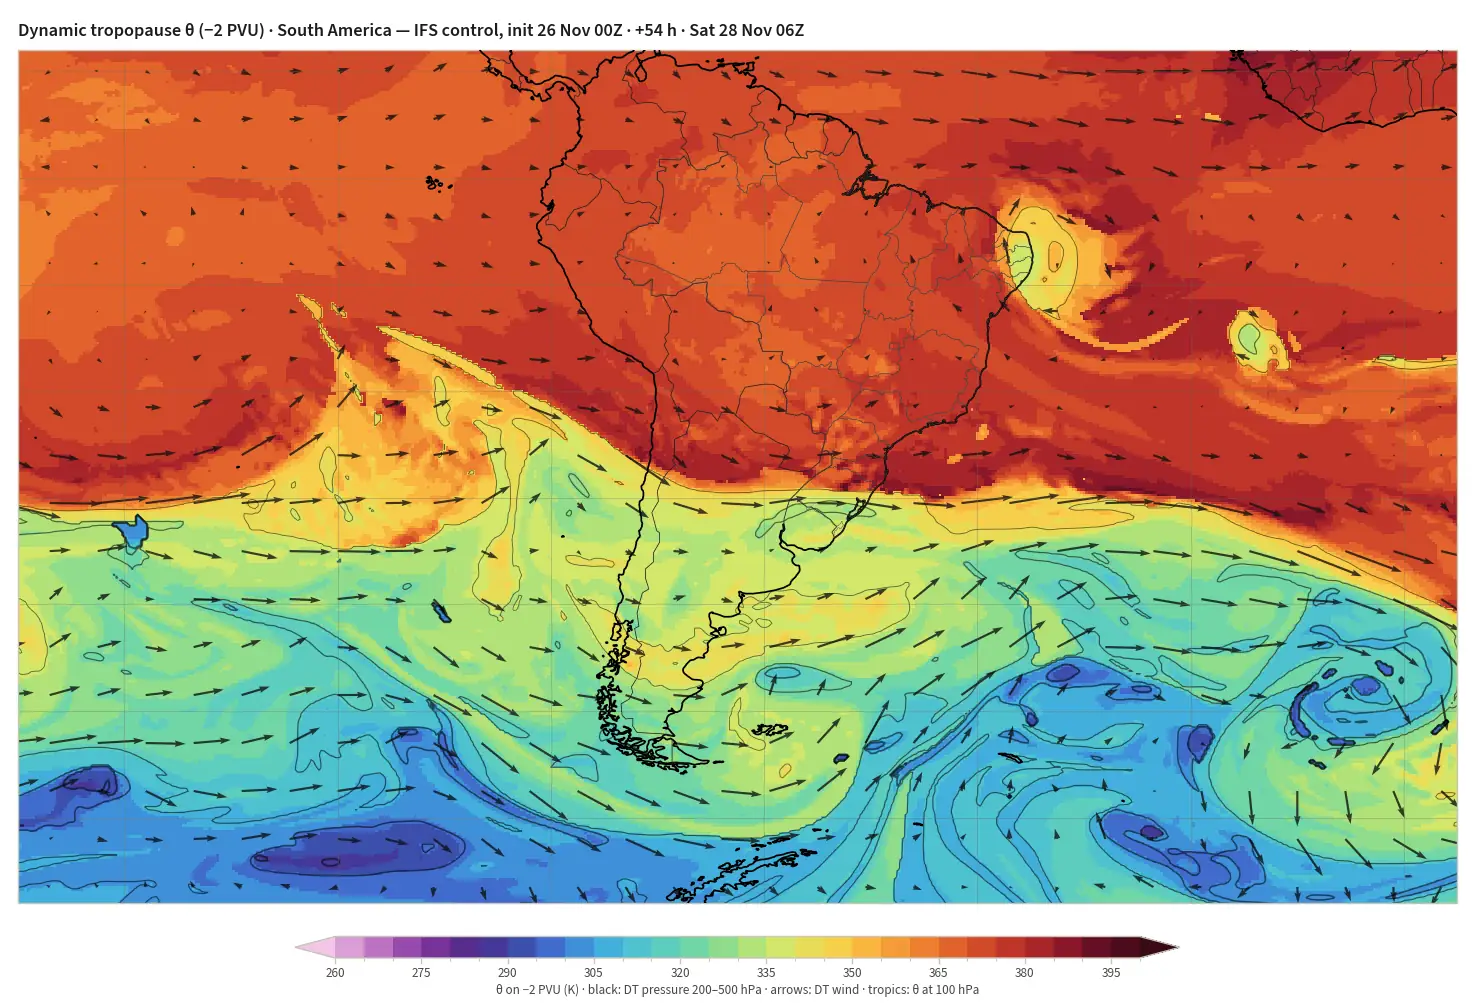 Dynamic tropopause θ (−2 PVU) · South America — IFS control, init 26 Nov 00Z · +54 h · Sat 28 Nov 06Z
260 275 290 305 320 335 350 365 380 395
θ on −2 PVU (K) · black: DT pressure 200–500 hPa · arrows: DT wind · tropics: θ at 100 hPa